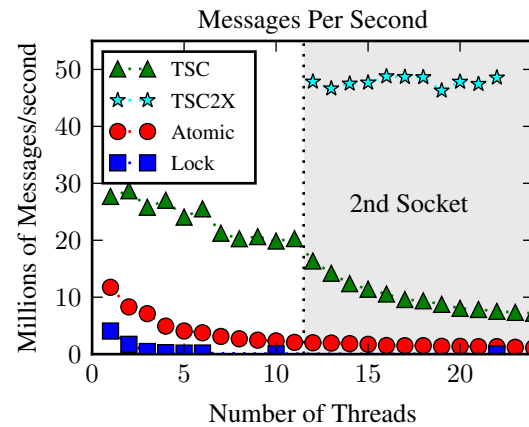 Messages Per Second
Millions of Messages/second
50
40
30
20
10
0
TSC
TSC2X
Atomic
Lock
2nd Socket
0
5
10
15
20
Number of Threads